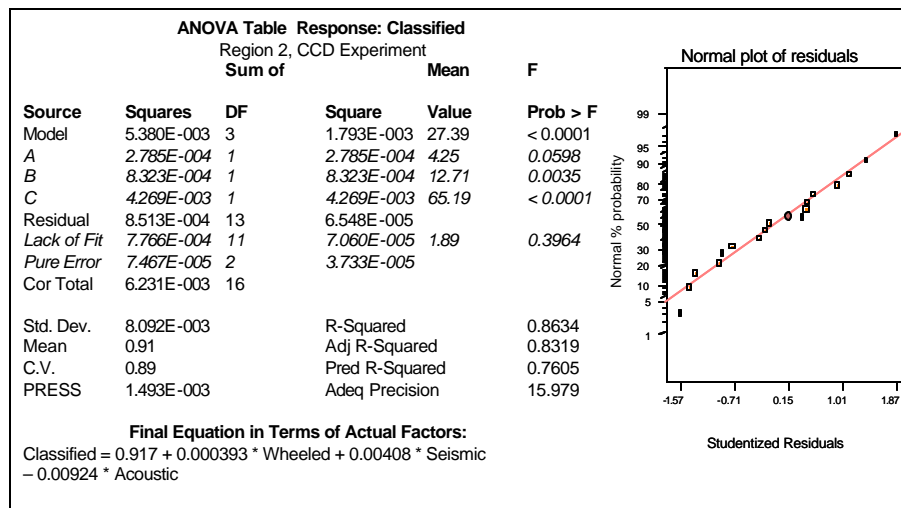 ANOVA Table Response: Classified
Region 2, CCD Experiment
Sum of Mean F
Source Squares DF Square Value Prob > F
Model 5.380E-003 3 1.793E-003 27.39 < 0.0001
A 2.785E-004 1 2.785E-004 4.25 0.0598
B 8.323E-004 1 8.323E-004 12.71 0.0035
C 4.269E-003 1 4.269E-003 65.19 < 0.0001
Residual 8.513E-004 13 6.548E-005
Lack of Fit 7.766E-004 11 7.060E-005 1.89 0.3964
Pure Error 7.467E-005 2 3.733E-005
Cor Total 6.231E-003 16
Std. Dev. 8.092E-003 R-Squared 0.8634
Mean 0.91 Adj R-Squared 0.8319
C.V. 0.89 Pred R-Squared 0.7605
PRESS 1.493E-003 Adeq Precision 15.979
Final Equation in Terms of Actual Factors:
Classified = 0.917 + 0.000393 * Wheeled + 0.00408 * Seismic
– 0.00924 * Acoustic
Normal plot of residuals
Normal % probability
99
95
90
80
70
50
30
20
10
5
1
-1.57 -0.71 0.15 1.01 1.87
Studentized Residuals